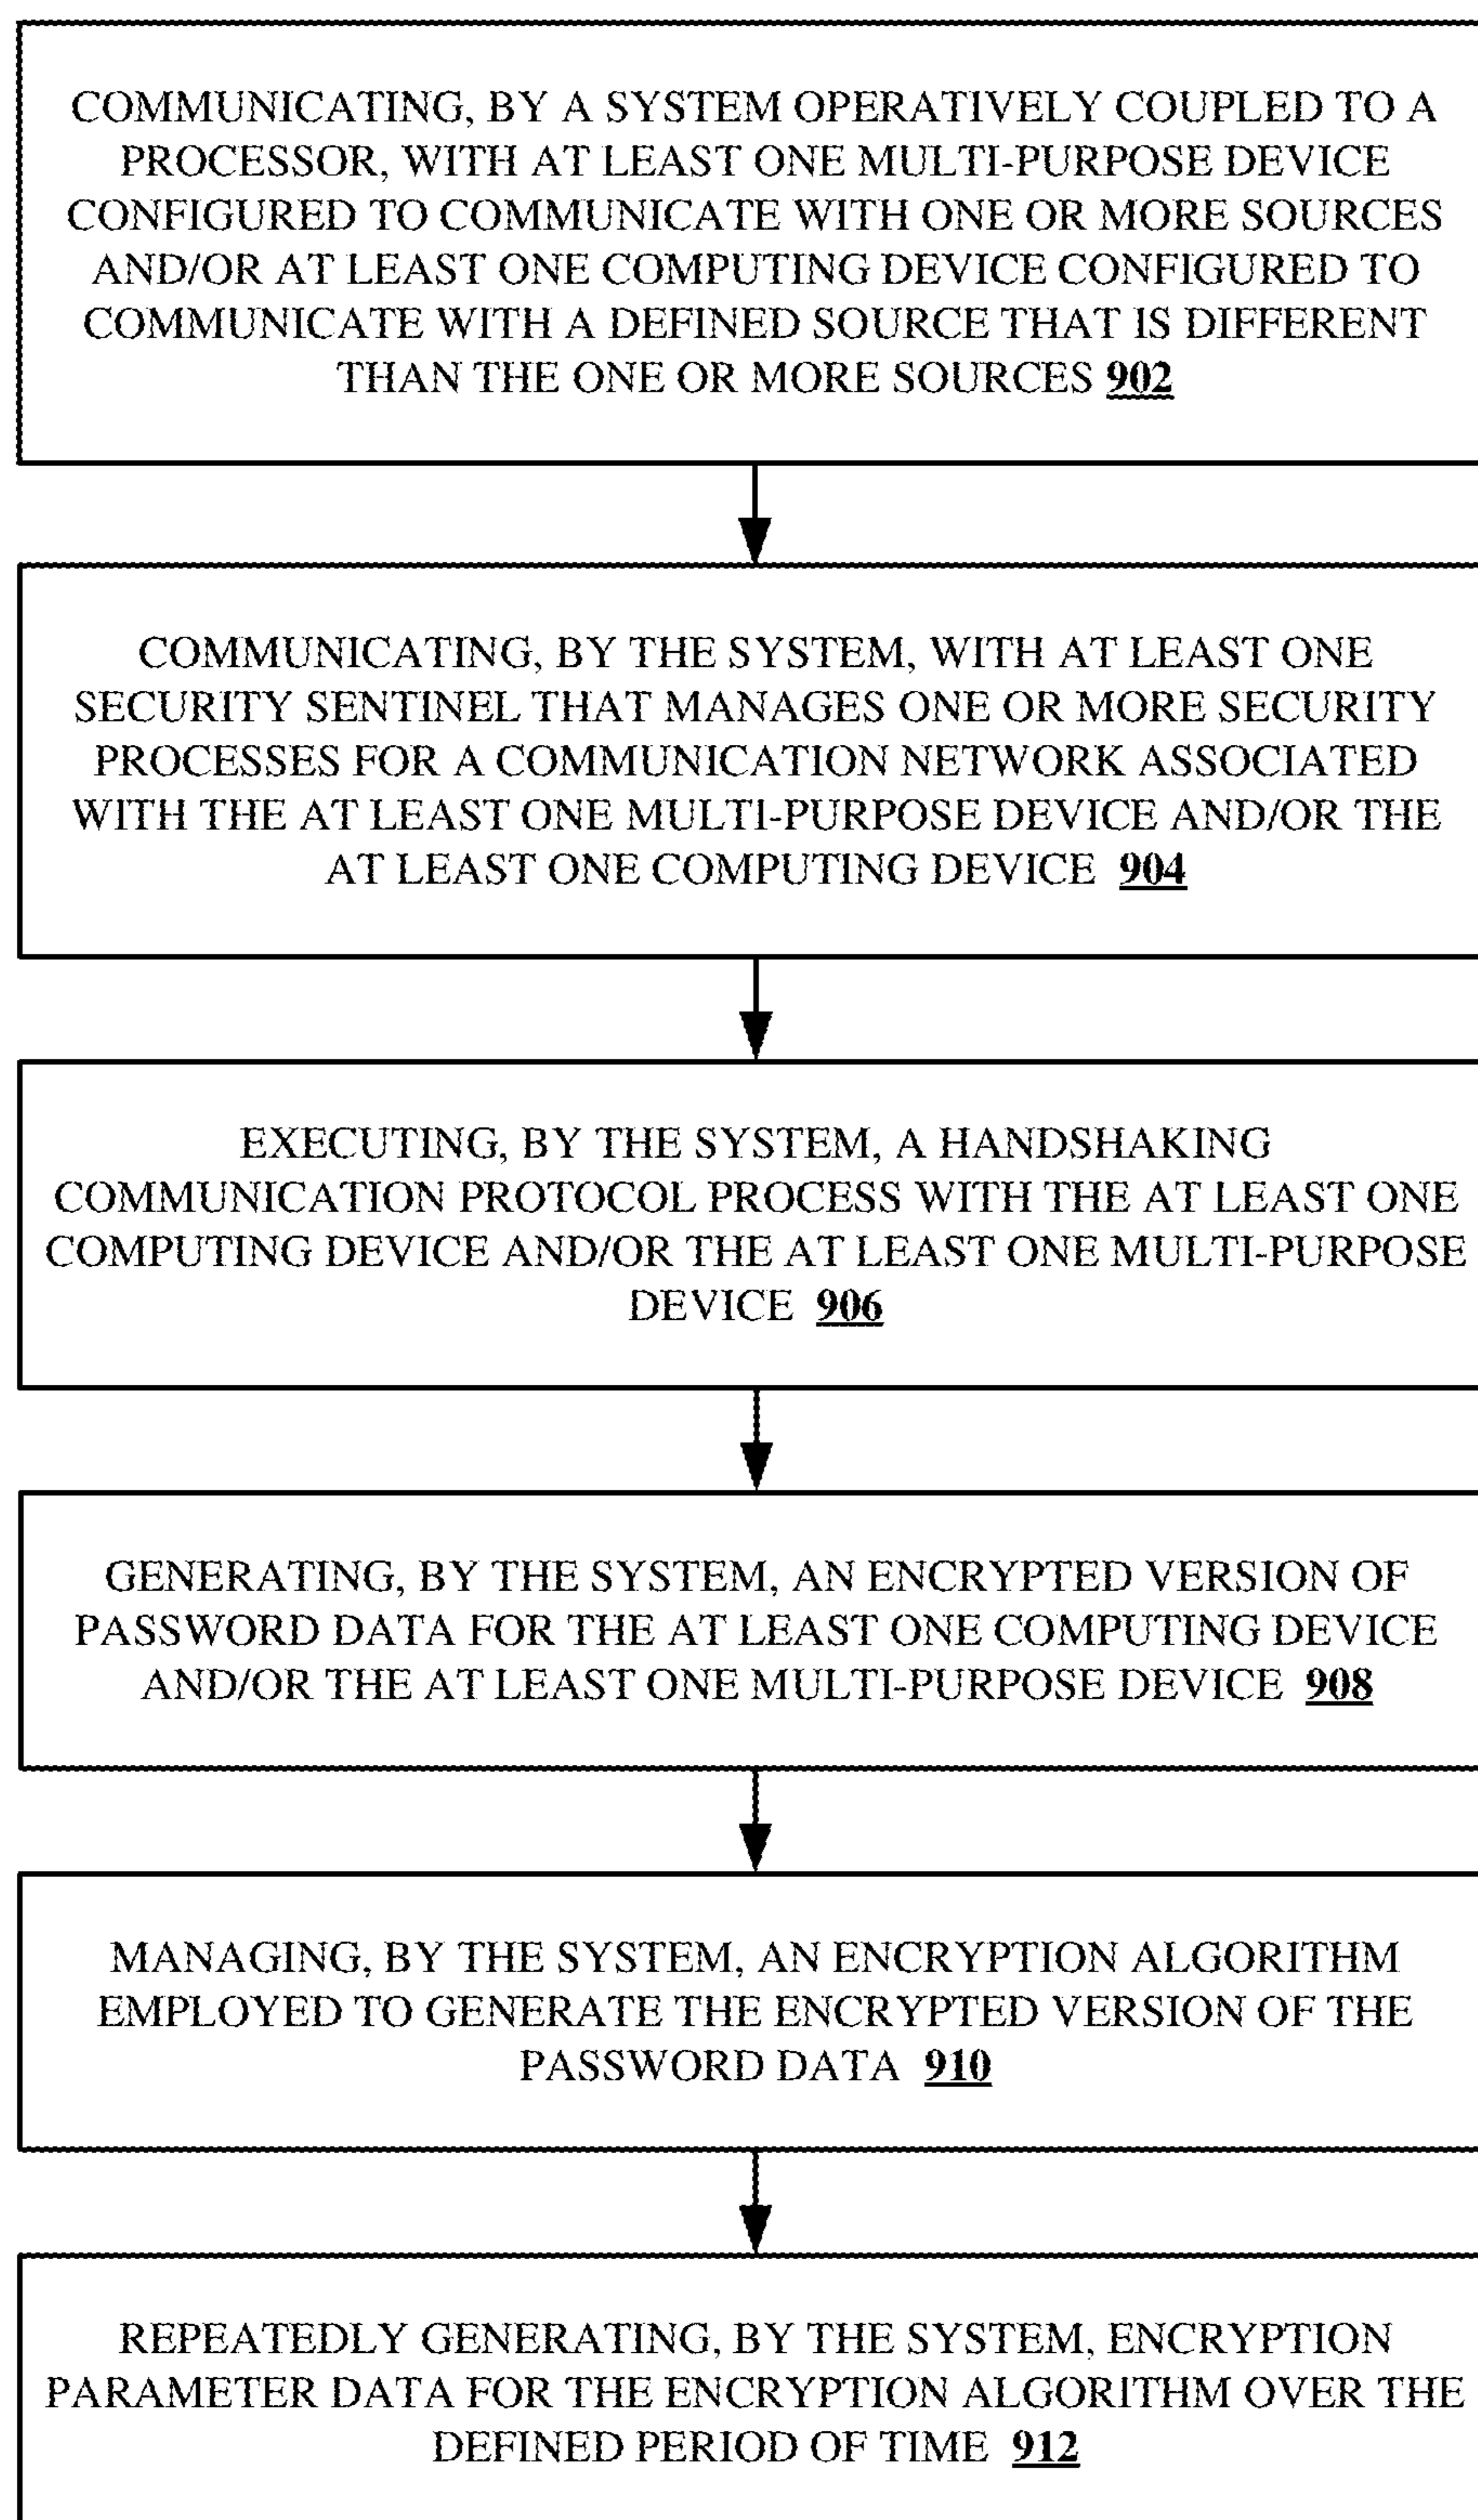 COMMUNICATING, BY A SYSTEM OPERATIVELY COUPLED TO A
PROCESSOR, WITH AT LEAST ONE MULTI-PURPOSE DEVICE
CONFIGURED TO COMMUNICATE WITH ONE OR MORE SOURCES
AND/OR AT LEAST ONE COMPUTING DEVICE CONFIGURED TO
COMMUNICATE WITH A DEFINED SOURCE THAT IS DIFFERENT
THAN THE ONE OR MORE SOURCES 902
COMMUNICATING, BY THE SYSTEM, WITH AT LEAST ONE
SECURITY SENTINEL THAT MANAGES ONE OR MORE SECURITY
PROCESSES FOR A COMMUNICATION NETWORK ASSOCIATED
WITH THE AT LEAST ONE MULTI-PURPOSE DEVICE AND/OR THE
AT LEAST ONE COMPUTING DEVICE 904
EXECUTING, BY THE SYSTEM, A HANDSHAKING
COMMUNICATION PROTOCOL PROCESS WITH THE AT LEAST ONE
COMPUTING DEVICE AND/OR THE AT LEAST ONE MULTI-PURPOSE
DEVICE 906
GENERATING, BY THE SYSTEM, AN ENCRYPTED VERSION OF
PASSWORD DATA FOR THE AT LEAST ONE COMPUTING DEVICE
AND/OR THE AT LEAST ONE MULTI-PURPOSE DEVICE 908
MANAGING, BY THE SYSTEM, AN ENCRYPTION ALGORITHM
EMPLOYED TO GENERATE THE ENCRYPTED VERSION OF THE
PASSWORD DATA 910
REPEATEDLY GENERATING, BY THE SYSTEM, ENCRYPTION
PARAMETER DATA FOR THE ENCRYPTION ALGORITHM OVER THE
DEFINED PERIOD OF TIME 912